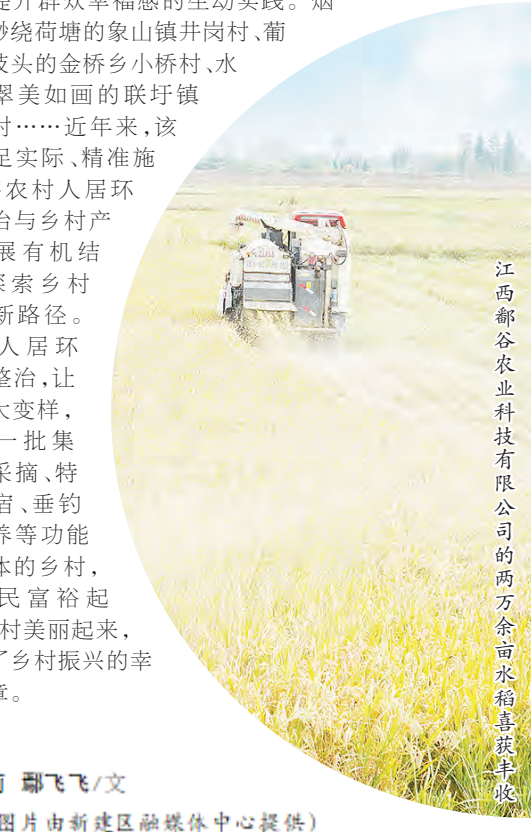 提升群众幸福感的生动实践。烟
缭绕荷塘的象山镇井岗村、葡
枝头的金桥乡小桥村、水
翠美如画的联圩镇
村……近年来,该
足实际、精准施
农村人居环
治与乡村产
展有机结
探索乡村
新路径。
人居环
整治,让
大变样,
一批集
采摘、特
宿、垂钓
养等功能
体的乡村,
民富裕起
村美丽起来,
了乡村振兴的幸
章。
鄢飞飞/文
图片由新建区融媒体中心提供)
江西鄱谷农业科技有限公司的两万余亩水稻喜获丰收